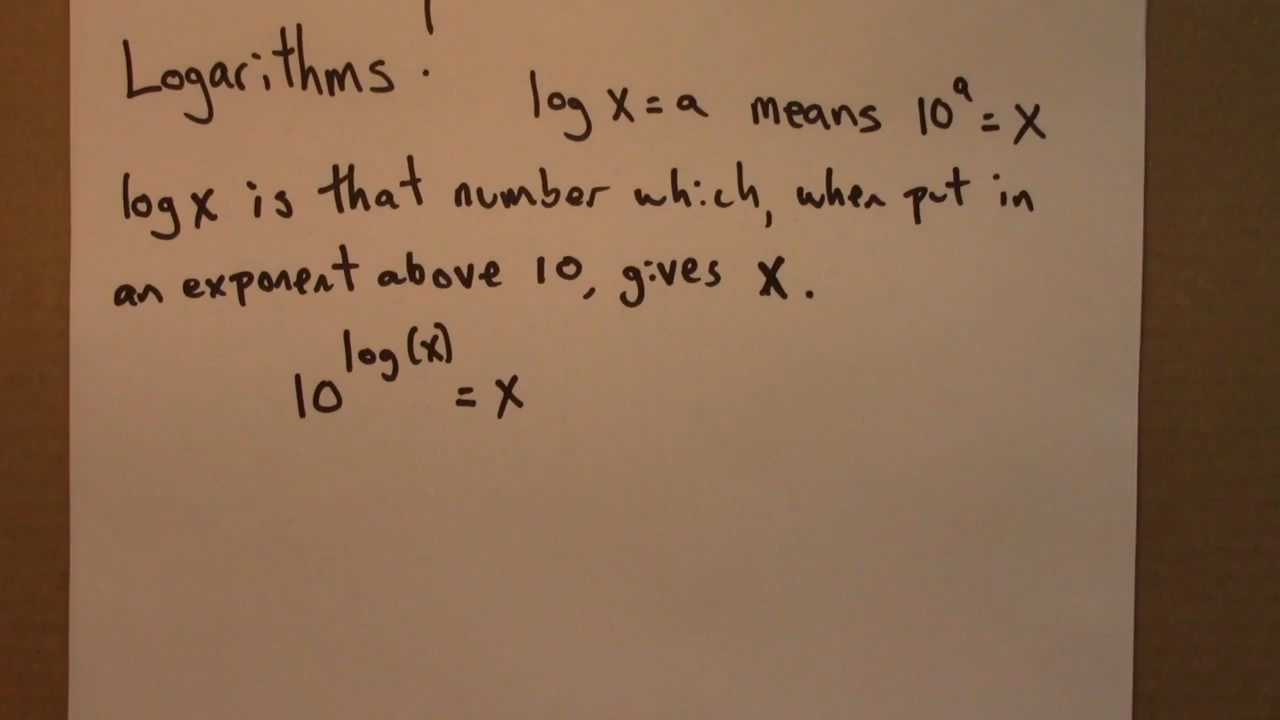 Logarithms!
log x = a means 10^a = x
log x is that number which, when put in
an exponent above 10, gives x.
10^log(x) = x